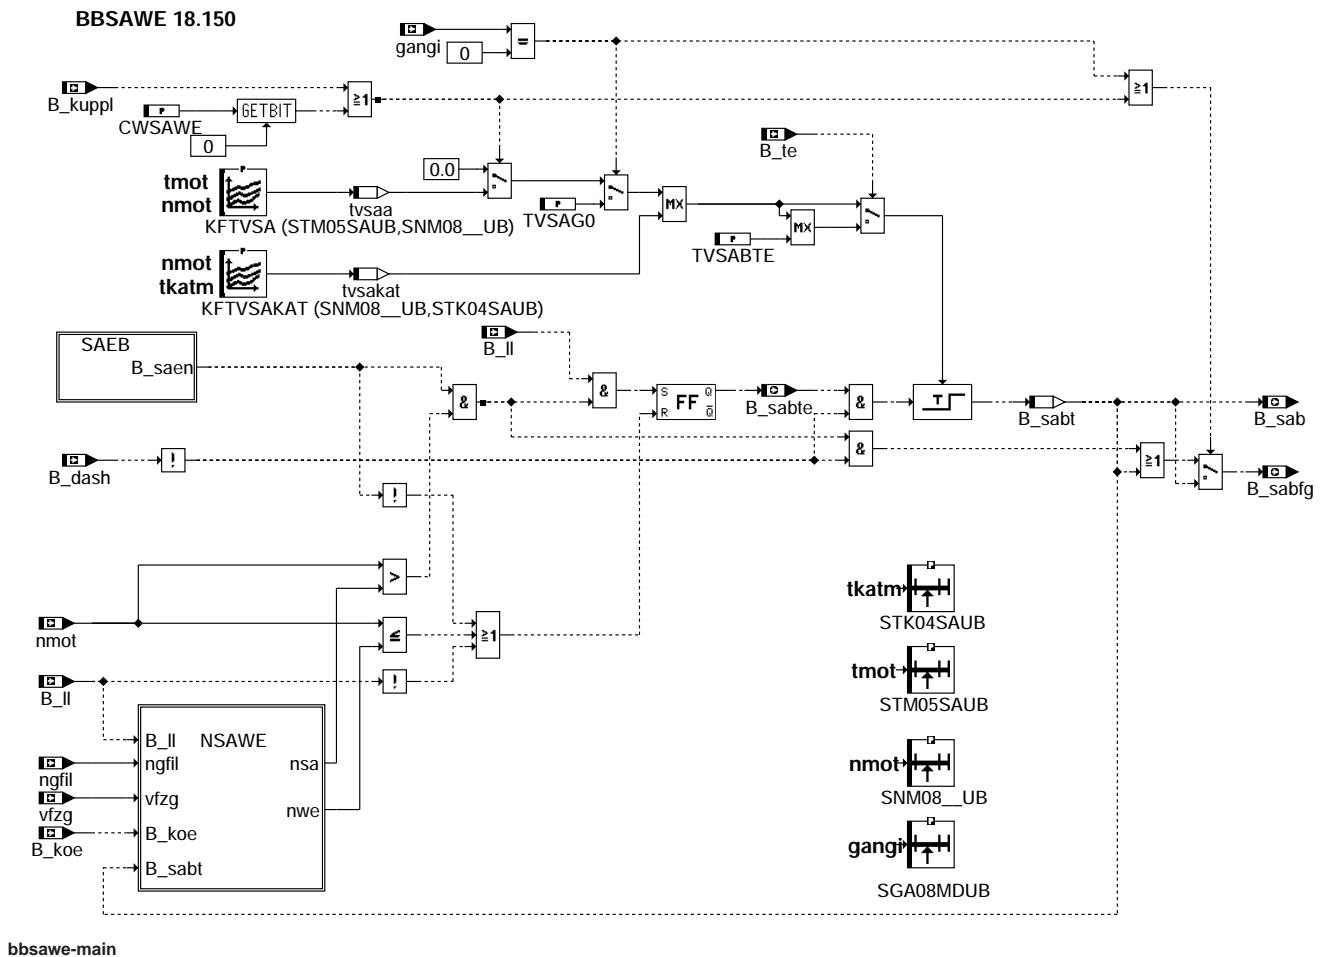 BBSAWE 18.150
gangi
0
=
B_kuppl
CWSAWE
P
GETBIT
0
≥1
≥1
B_te
tmot
nmot
P
KFTVSA (STM05SAUB,SNM08__UB)
tvsaa
0.0
P
TVSAG0
MX
P
TVSABTE
MX
nmot
tkatm
P
KFTVSAKAT (SNM08__UB,STK04SAUB)
tvsakat
SAEB
B_saen
B_ll
&
&
S Q
FF
R Q
B_sabte
&
T
B_sabt
B_sab
B_dash
!
&
≥1
B_sabfg
!
>
nmot
≤
≥1
B_ll
!
B_ll NSAWE
ngfil
ngfil
nsa
vfzg
vfzg
nwe
B_koe
B_koe
B_sabt
tkatm
STK04SAUB
tmot
STM05SAUB
nmot
SNM08__UB
gangi
SGA08MDUB
bbsawe-main